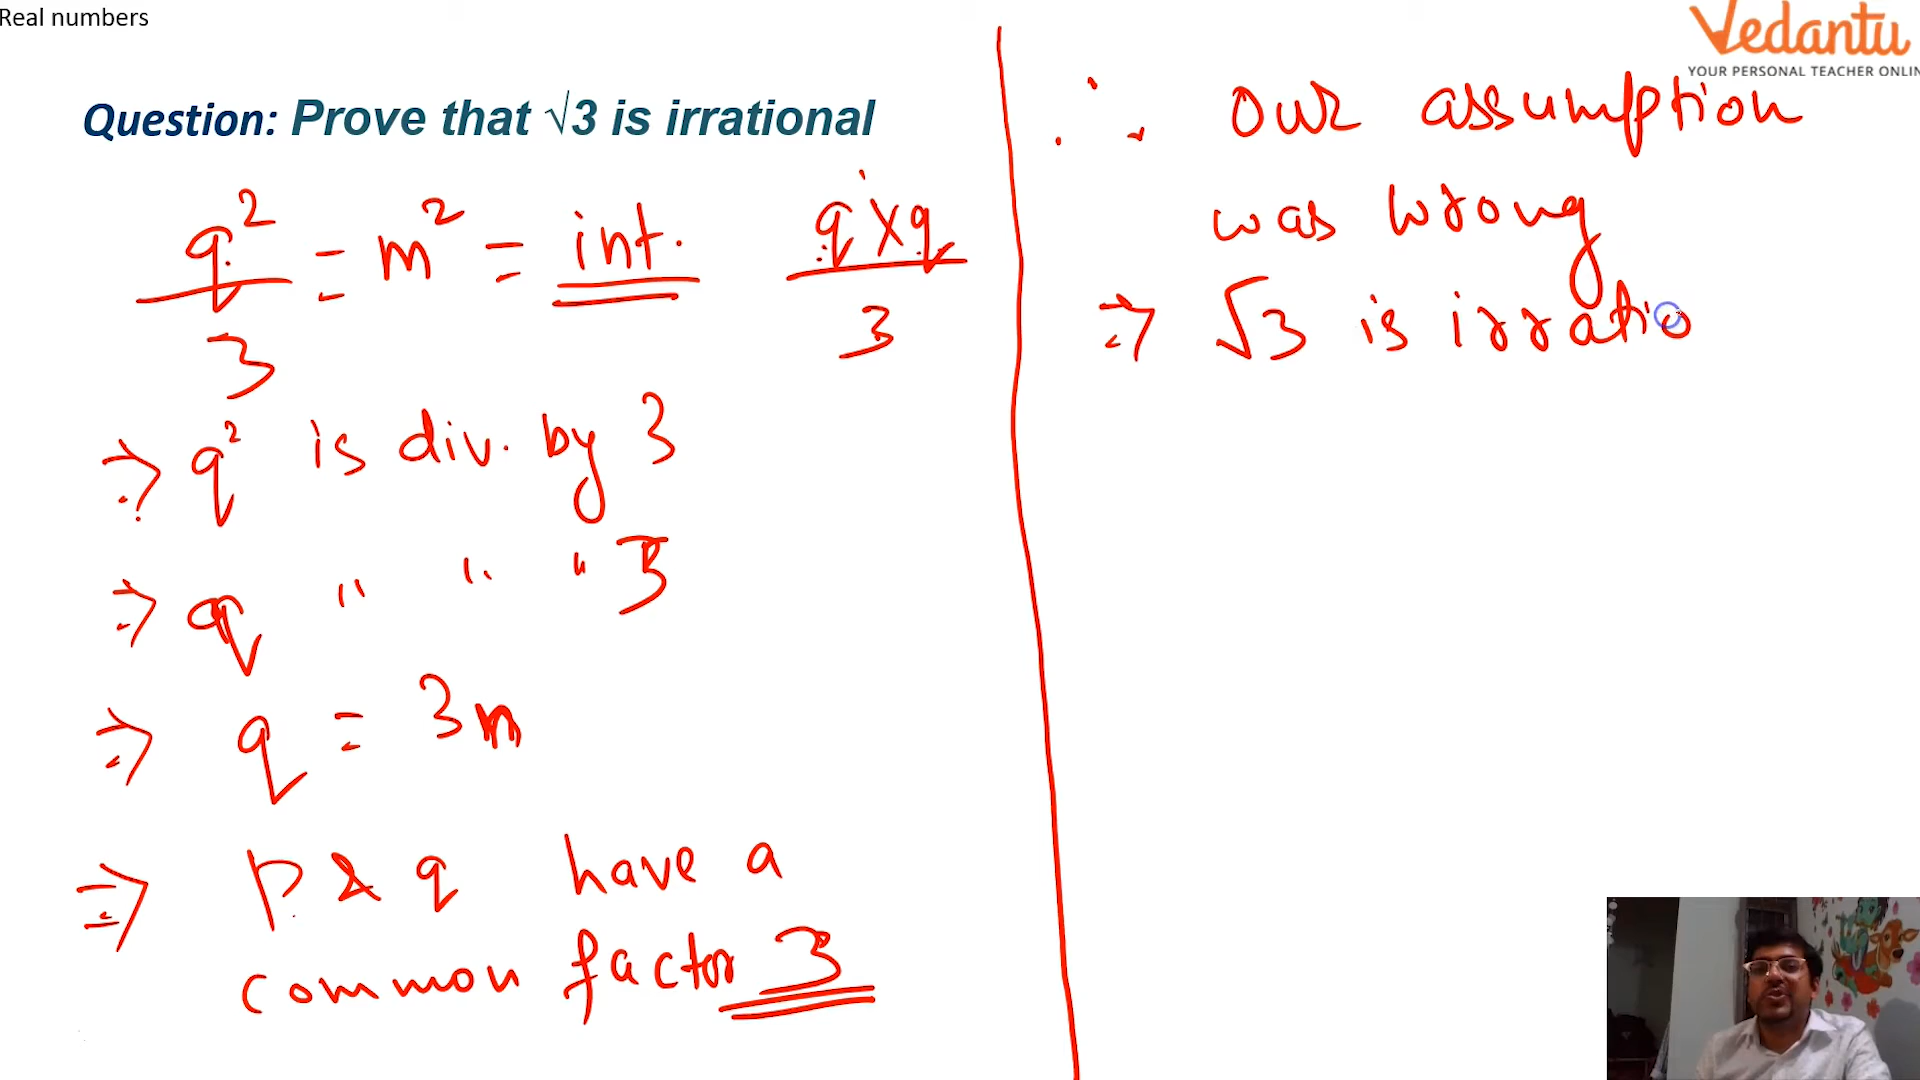 Real numbers
Vedantu
YOUR PERSONAL TEACHER ONLIN
Question: Prove that √3 is irrational
q²/3 = m² = int. q×q/3
⇒ q² is div. by 3
⇒ q " " " 3
⇒ q = 3m
⇒ p & q have a
common factor 3
∴ Our assumption
was wrong
⇒ √3 is irratio